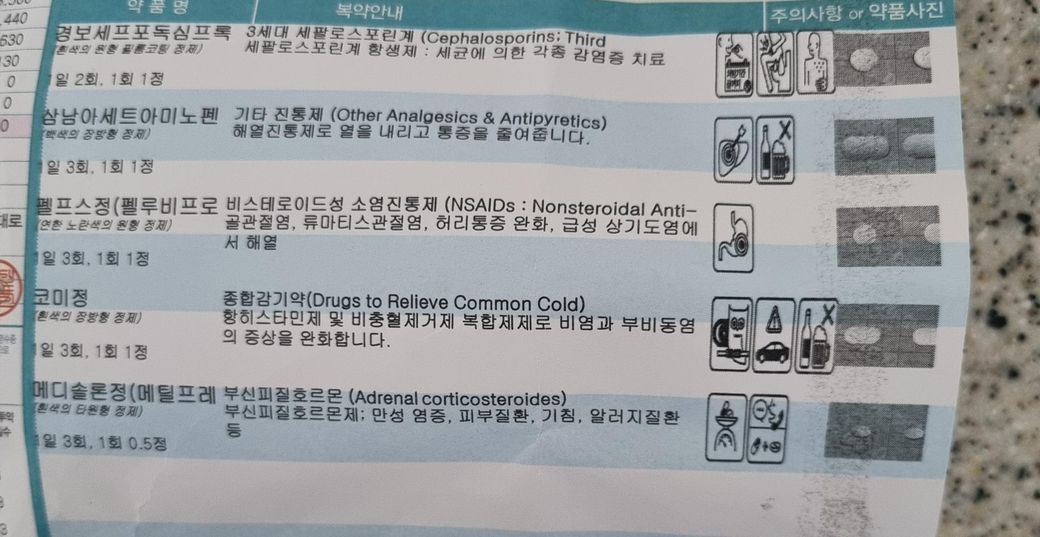 약 품 명 복약안내 주의사항 or 약품사진
경보세프포독심프록 3세대 세팔로스포린계 (Cephalosporins; Third
(흰색의 원형 필름코팅 정제) 세팔로스포린계 항생제 : 세균에 의한 각종 감염증 치료
1일 2회, 1회 1정
삼남아세트아미노펜 기타 진통제 (Other Analgesics & Antipyretics)
(백색의 장방형 정제) 해열진통제로 열을 내리고 통증을 줄여줍니다.
1일 3회, 1회 1정
펠프스정(펠루비프로 비스테로이드성 소염진통제 (NSAIDs : Nonsteroidal Anti-
(연한 노란색의 원형 정제) 골관절염, 류마티스관절염, 허리통증 완화, 급성 상기도염에
서 해열
1일 3회, 1회 1정
코미정 종합감기약(Drugs to Relieve Common Cold)
(흰색의 장방형 정제) 항히스타민제 및 비충혈제거제 복합제제로 비염과 부비동염
의 증상을 완화합니다.
1일 3회, 1회 1정
메디솔론정(메틸프레 부신피질호르몬 (Adrenal corticosteroides)
(흰색의 타원형 정제) 부신피질호르몬제; 만성 염증, 피부질환, 기침, 알러지질환
등
1일 3회, 1회 0.5정
,440
630
130
0
0
0
대로